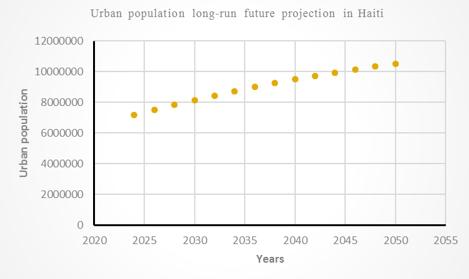 Urban population long-run future projection in Haiti
12000000
10000000
8000000
6000000
4000000
2000000
0
Urban population
2020 2025 2030 2035 2040 2045 2050 2055
Years